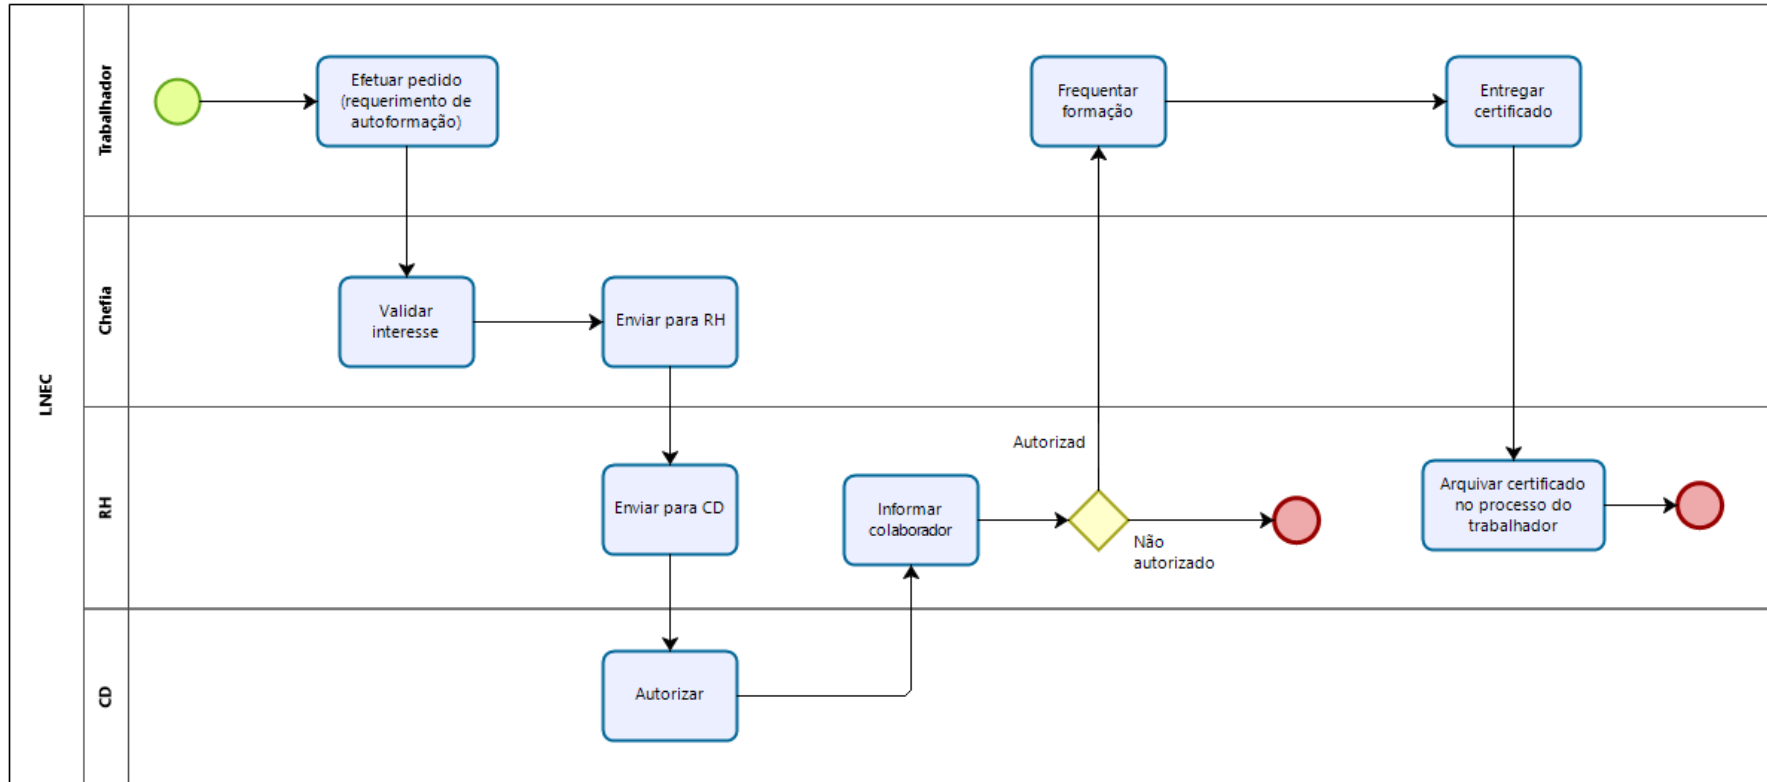 LNEC
Trabalhador
Efetuar pedido
(requerimento de
autoformação)
Frequentar
formação
Entregar
certificado
Chefia
Validar
interesse
Enviar para RH
RH
Enviar para CD
Informar
colaborador
Autorizad
Não
autorizado
Arquivar certificado
no processo do
trabalhador
CD
Autorizar